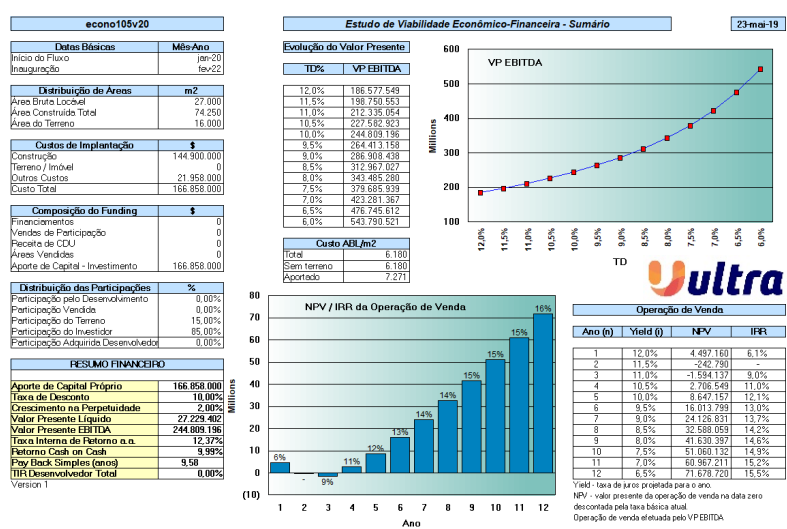 econo105v20
Estudo de Viabilidade Econômico-Financeira - Sumário
23-mai-19
Datas Básicas Mês-Ano
Início do Fluxo jan-20
Inauguração fev-22
Distribuição de Áreas m2
Área Bruta Locável 27.000
Área Construída Total 74.250
Área do Terreno 16.000
Custos de Implantação $
Construção 144.900.000
Terreno / Imóvel 0
Outros Custos 21.958.000
Custo Total 166.858.000
Composição do Funding $
Financiamentos 0
Vendas de Participação 0
Receita de CDU 0
Áreas Vendidas 0
Aporte de Capital - Investimento 166.858.000
Distribuição das Participações %
Participação pelo Desenvolvimento 0,00%
Participação Vendida 0,00%
Participação do Terreno 15,00%
Participação do Investidor 85,00%
Participação Adquirida Desenvolvedor 0,00%
RESUMO FINANCEIRO
Aporte de Capital Próprio 166.858.000
Taxa de Desconto 10,00%
Crescimento na Perpetuidade 2,00%
Valor Presente Líquido 27.229.402
Valor Presente EBITDA 244.809.196
Taxa Interna de Retorno a.a. 12,37%
Retorno Cash on Cash 9,99%
Pay Back Simples (anos) 9,58
TIR Desenvolvedor Total 0,00%
Version 1
Evolução do Valor Presente
TD% VP EBITDA
12,0% 186.577.549
11,5% 198.750.553
11,0% 212.335.054
10,5% 227.582.923
10,0% 244.809.196
9,5% 264.413.158
9,0% 286.908.438
8,5% 312.967.027
8,0% 343.485.280
7,5% 379.685.939
7,0% 423.281.367
6,5% 476.745.612
6,0% 543.790.521
Custo ABL/m2
Total 6.180
Sem terreno 6.180
Aportado 7.271
VP EBITDA
Millions
600
500
400
300
200
100
12,0% 11,5% 11,0% 10,5% 10,0% 9,5% 9,0% 8,5% 8,0% 7,5% 7,0% 6,5% 6,0%
TD
ultra
NPV / IRR da Operação de Venda
Millions
80
70
60
50
40
30
20
10
0
(10)
6% - 9% 11% 12% 13% 14% 14% 15% 15% 15% 16%
1 2 3 4 5 6 7 8 9 10 11 12
Ano
Operação de Venda
Ano (n) Yield (i) NPV IRR
1 12,0% 4.497.160 6,1%
2 11,5% -242.790 -
3 11,0% -1.594.137 9,0%
4 10,5% 2.706.549 11,0%
5 10,0% 8.647.157 12,1%
6 9,5% 16.013.799 13,0%
7 9,0% 24.126.831 13,7%
8 8,5% 32.588.059 14,2%
9 8,0% 41.630.397 14,6%
10 7,5% 51.060.132 14,9%
11 7,0% 60.967.211 15,2%
12 6,5% 71.678.720 15,5%
Yield - taxa de juros projetada para o ano.
NPV - valor presente da operação de venda na data zero
descontada pela taxa básica atual.
Operação de venda efetuada pelo VP EBITDA